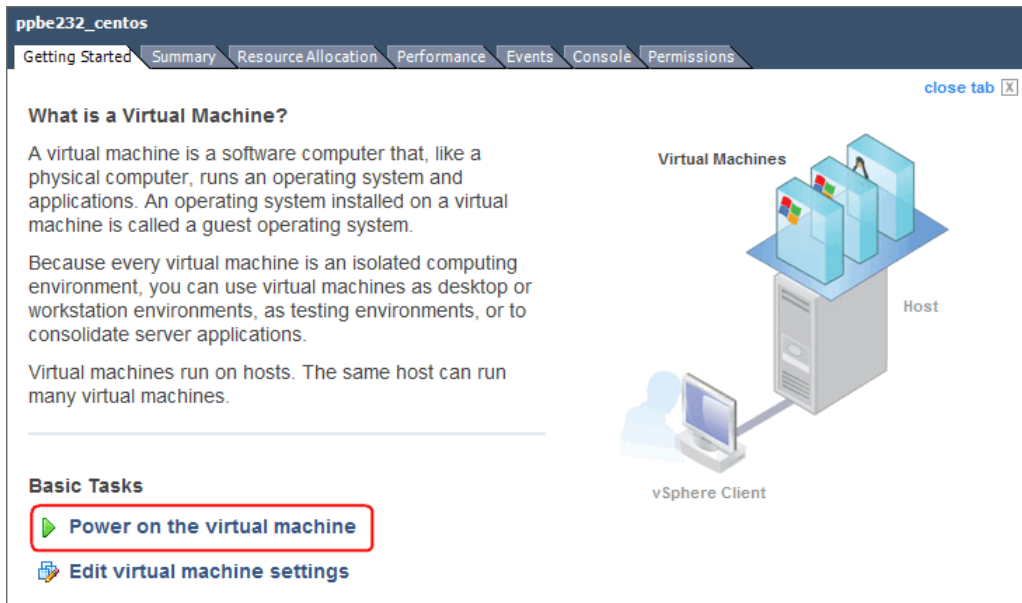 ppbe232_centos
Getting Started Summary Resource Allocation Performance Events Console Permissions
close tab X
What is a Virtual Machine?
A virtual machine is a software computer that, like a
physical computer, runs an operating system and
applications. An operating system installed on a virtual
machine is called a guest operating system.
Because every virtual machine is an isolated computing
environment, you can use virtual machines as desktop or
workstation environments, as testing environments, or to
consolidate server applications.
Virtual machines run on hosts. The same host can run
many virtual machines.
Virtual Machines
Host
vSphere Client
Basic Tasks
Power on the virtual machine
Edit virtual machine settings